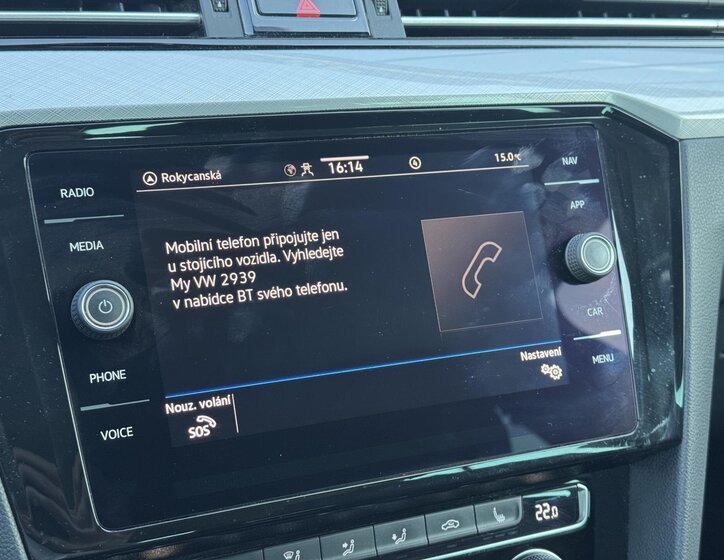 Rokycanská
16:14
4
15.0°C
RADIO
MEDIA
PHONE
VOICE
Mobilní telefon připojujte jen
u stojícího vozidla. Vyhledejte
My VW 2939
v nabídce BT svého telefonu.
Nastavení
Nouz. volání
SOS
NAV
APP
CAR
MENU
22.0